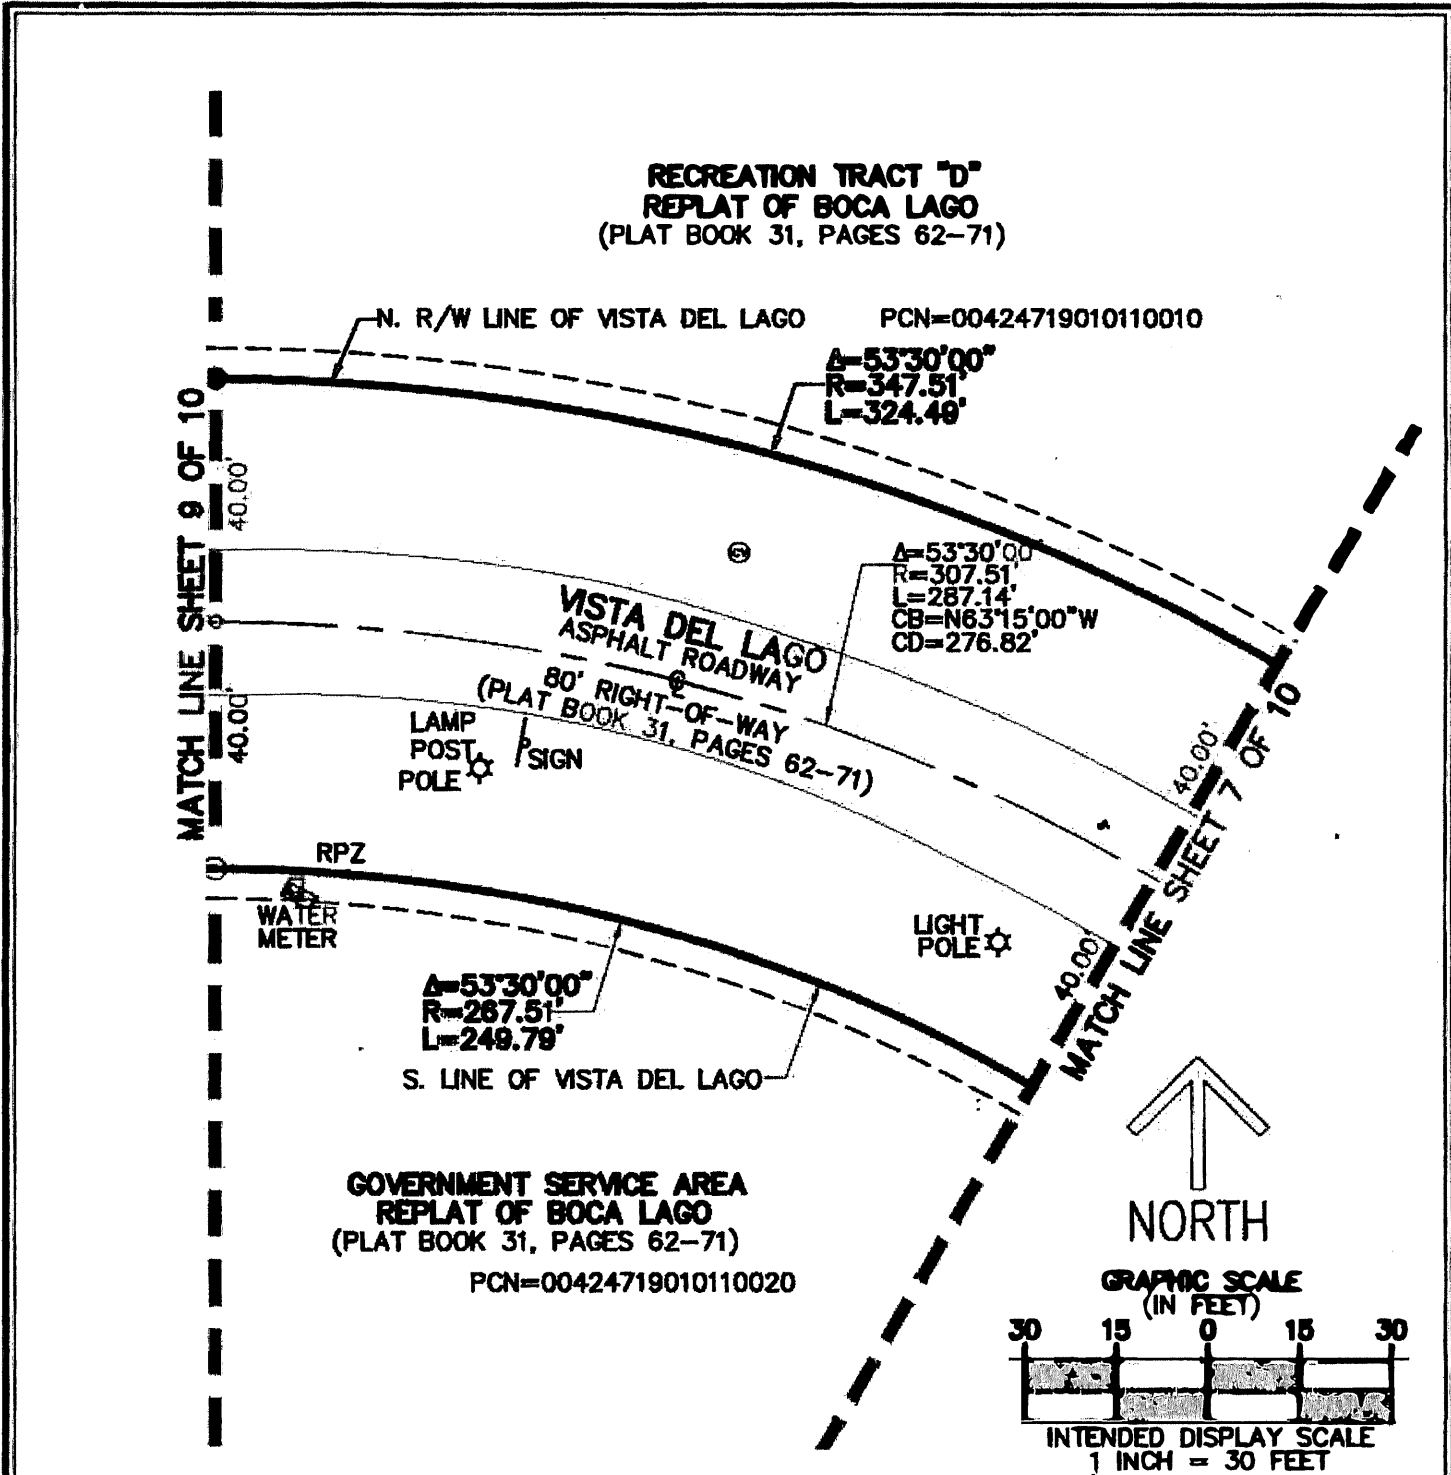 RECREATION TRACT "D"
REPLAT OF BOCA LAGO
(PLAT BOOK 31, PAGES 62-71)
N. R/W LINE OF VISTA DEL LAGO
PCN=00424719010110010
Δ=53°30'00"
R=347.51'
L=324.49'
MATCH LINE SHEET 9 OF 10
40.00'
40.00'
Δ=53°30'00"
R=307.51'
L=287.14'
CB=N63°15'00"W
CD=276.82'
VISTA DEL LAGO
ASPHALT ROADWAY
80' RIGHT-OF-WAY
(PLAT BOOK 31, PAGES 62-71)
LAMP
POST
POLE
SIGN
40.00'
40.00'
MATCH LINE SHEET 7 OF 10
RPZ
WATER
METER
LIGHT
POLE
Δ=53°30'00"
R=267.51'
L=249.79'
S. LINE OF VISTA DEL LAGO
GOVERNMENT SERVICE AREA
REPLAT OF BOCA LAGO
(PLAT BOOK 31, PAGES 62-71)
PCN=00424719010110020
NORTH
GRAPHIC SCALE
(IN FEET)
30 15 0 15 30
INTENDED DISPLAY SCALE
1 INCH = 30 FEET